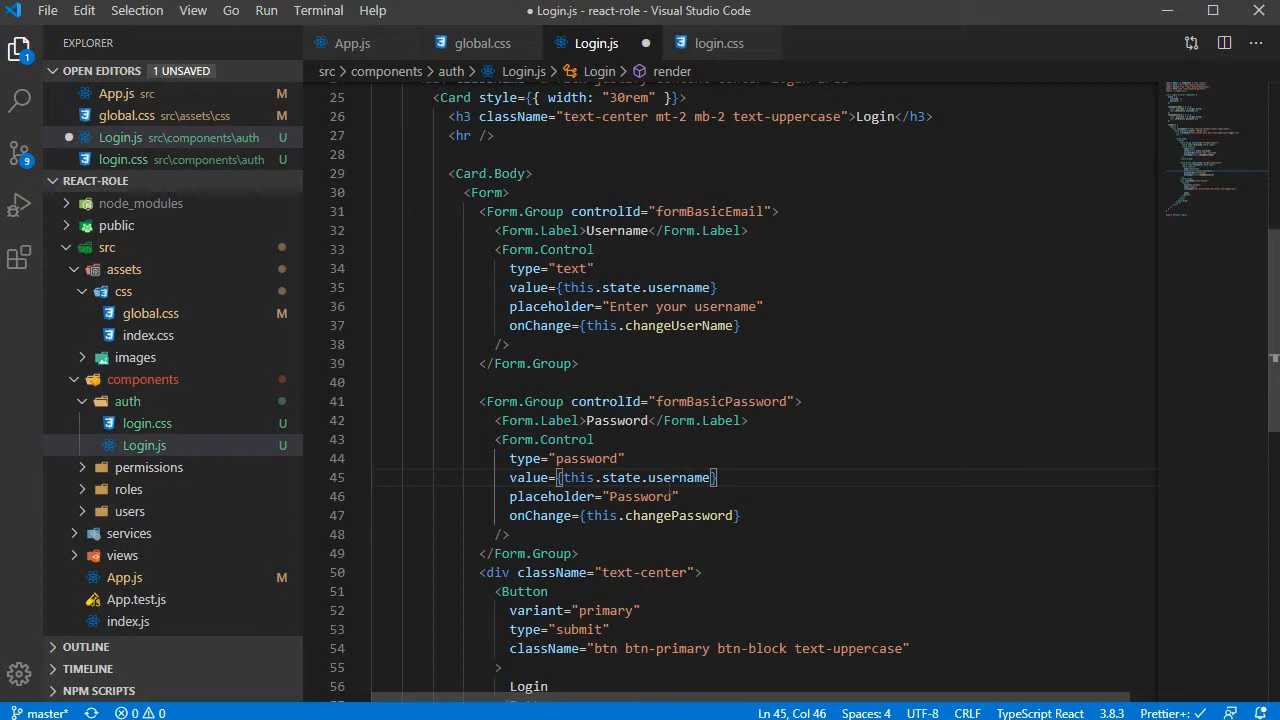 File Edit Selection View Go Run Terminal Help
● Login.js - react-role - Visual Studio Code
EXPLORER
App.js
global.css
Login.js
login.css
OPEN EDITORS 1 UNSAVED
src > components > auth > Login.js > Login > render
App.js src M
global.css src\assets\css M
Login.js src\components\auth U
login.css src\components\auth U
REACT-ROLE
node_modules
public
src
assets
css
global.css M
index.css
images
components
auth
login.css U
Login.js U
permissions
roles
users
services
views
App.js M
App.test.js
index.js
OUTLINE
TIMELINE
NPM SCRIPTS
1
9
25 <Card style={{ width: "30rem" }}>
26 <h3 className="text-center mt-2 mb-2 text-uppercase">Login</h3>
27 <hr />
28
29 <Card.Body>
30 <Form>
31 <Form.Group controlId="formBasicEmail">
32 <Form.Label>Username</Form.Label>
33 <Form.Control
34 type="text"
35 value={this.state.username}
36 placeholder="Enter your username"
37 onChange={this.changeUserName}
38 />
39 </Form.Group>
40
41 <Form.Group controlId="formBasicPassword">
42 <Form.Label>Password</Form.Label>
43 <Form.Control
44 type="password"
45 value={this.state.username}
46 placeholder="Password"
47 onChange={this.changePassword}
48 />
49 </Form.Group>
50 <div className="text-center">
51 <Button
52 variant="primary"
53 type="submit"
54 className="btn btn-primary btn-block text-uppercase"
55 >
56 Login
master* 0 0 Ln 45, Col 46 Spaces: 4 UTF-8 CRLF TypeScript React 3.8.3 Prettier+: ✓